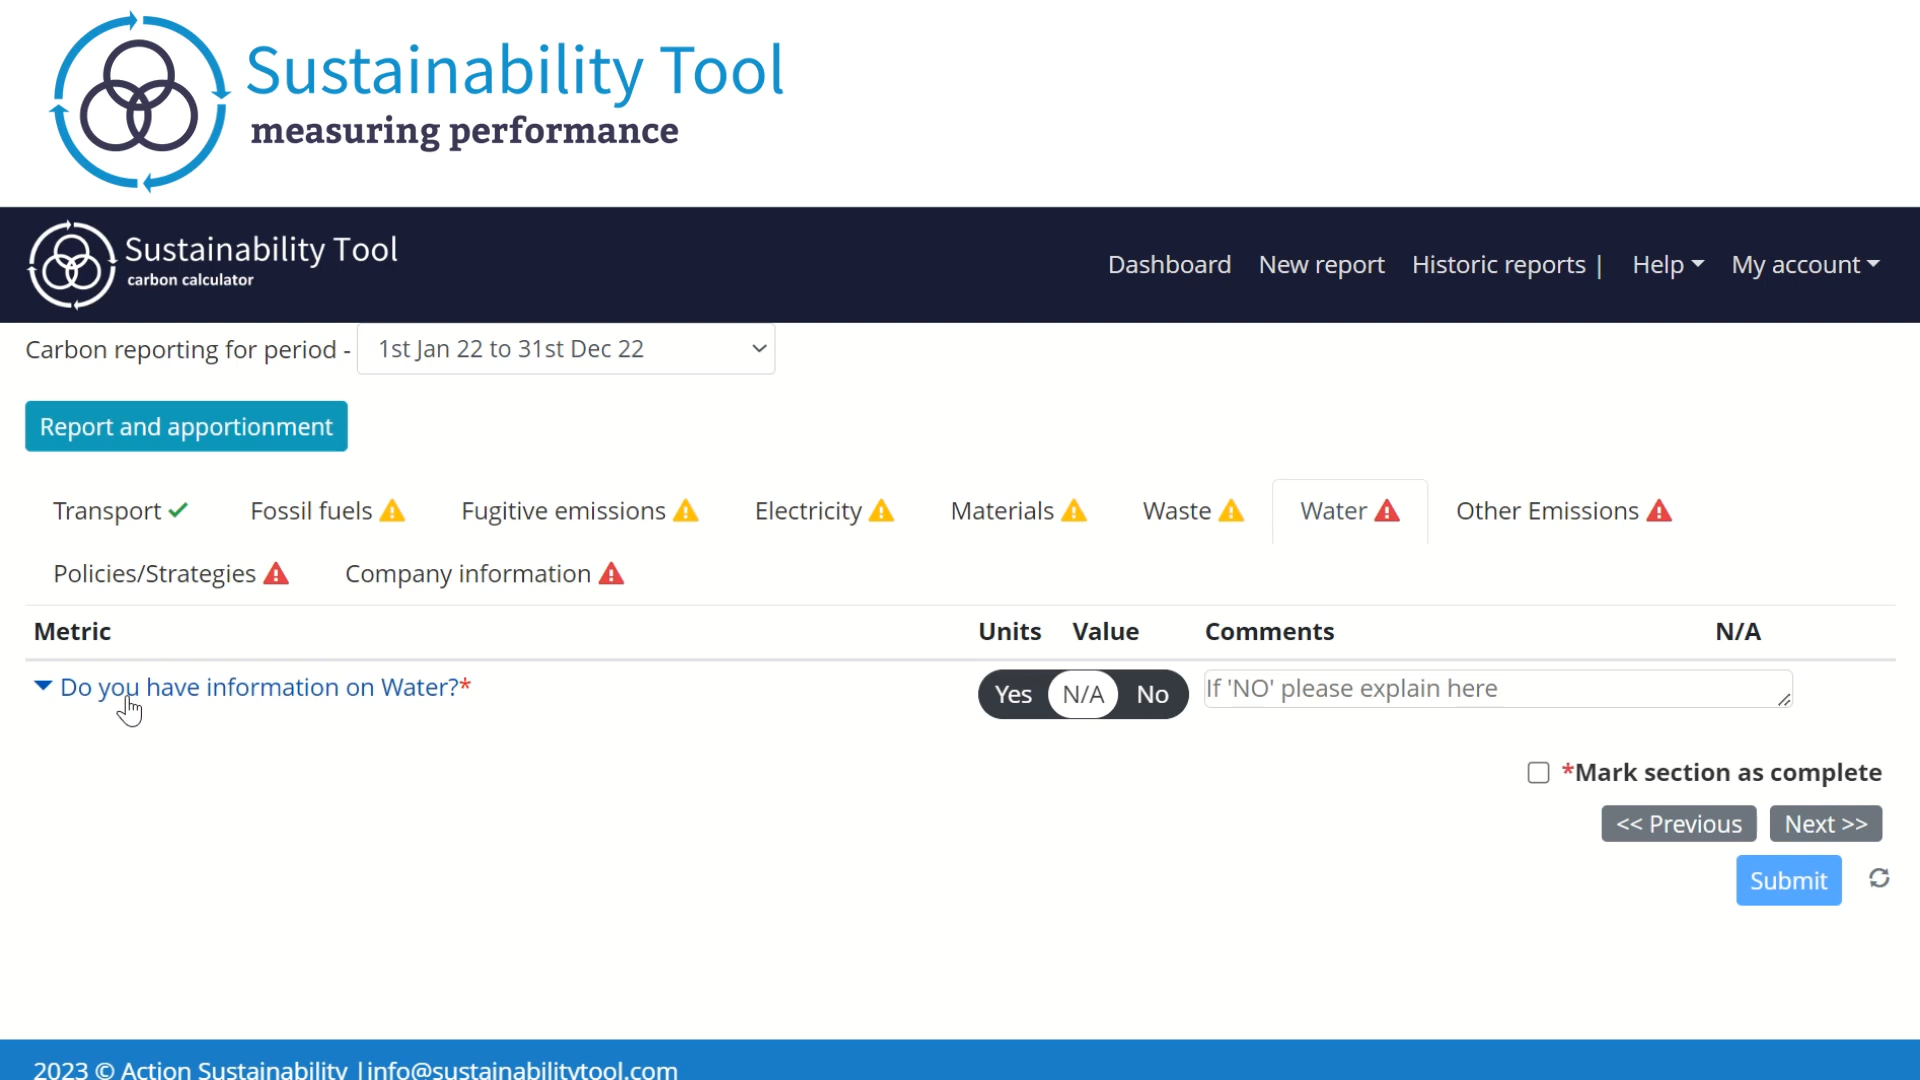 Sustainability Tool
measuring performance
Sustainability Tool
carbon calculator
Dashboard New report Historic reports | Help My account
Carbon reporting for period - 1st Jan 22 to 31st Dec 22
Report and apportionment
Transport Fossil fuels Fugitive emissions Electricity Materials Waste Water Other Emissions
Policies/Strategies Company information
Metric Units Value Comments N/A
Do you have information on Water?* Yes N/A No If 'NO' please explain here
*Mark section as complete
<< Previous Next >>
Submit
2023 © Action Sustainability | info@sustainabilitytool.com